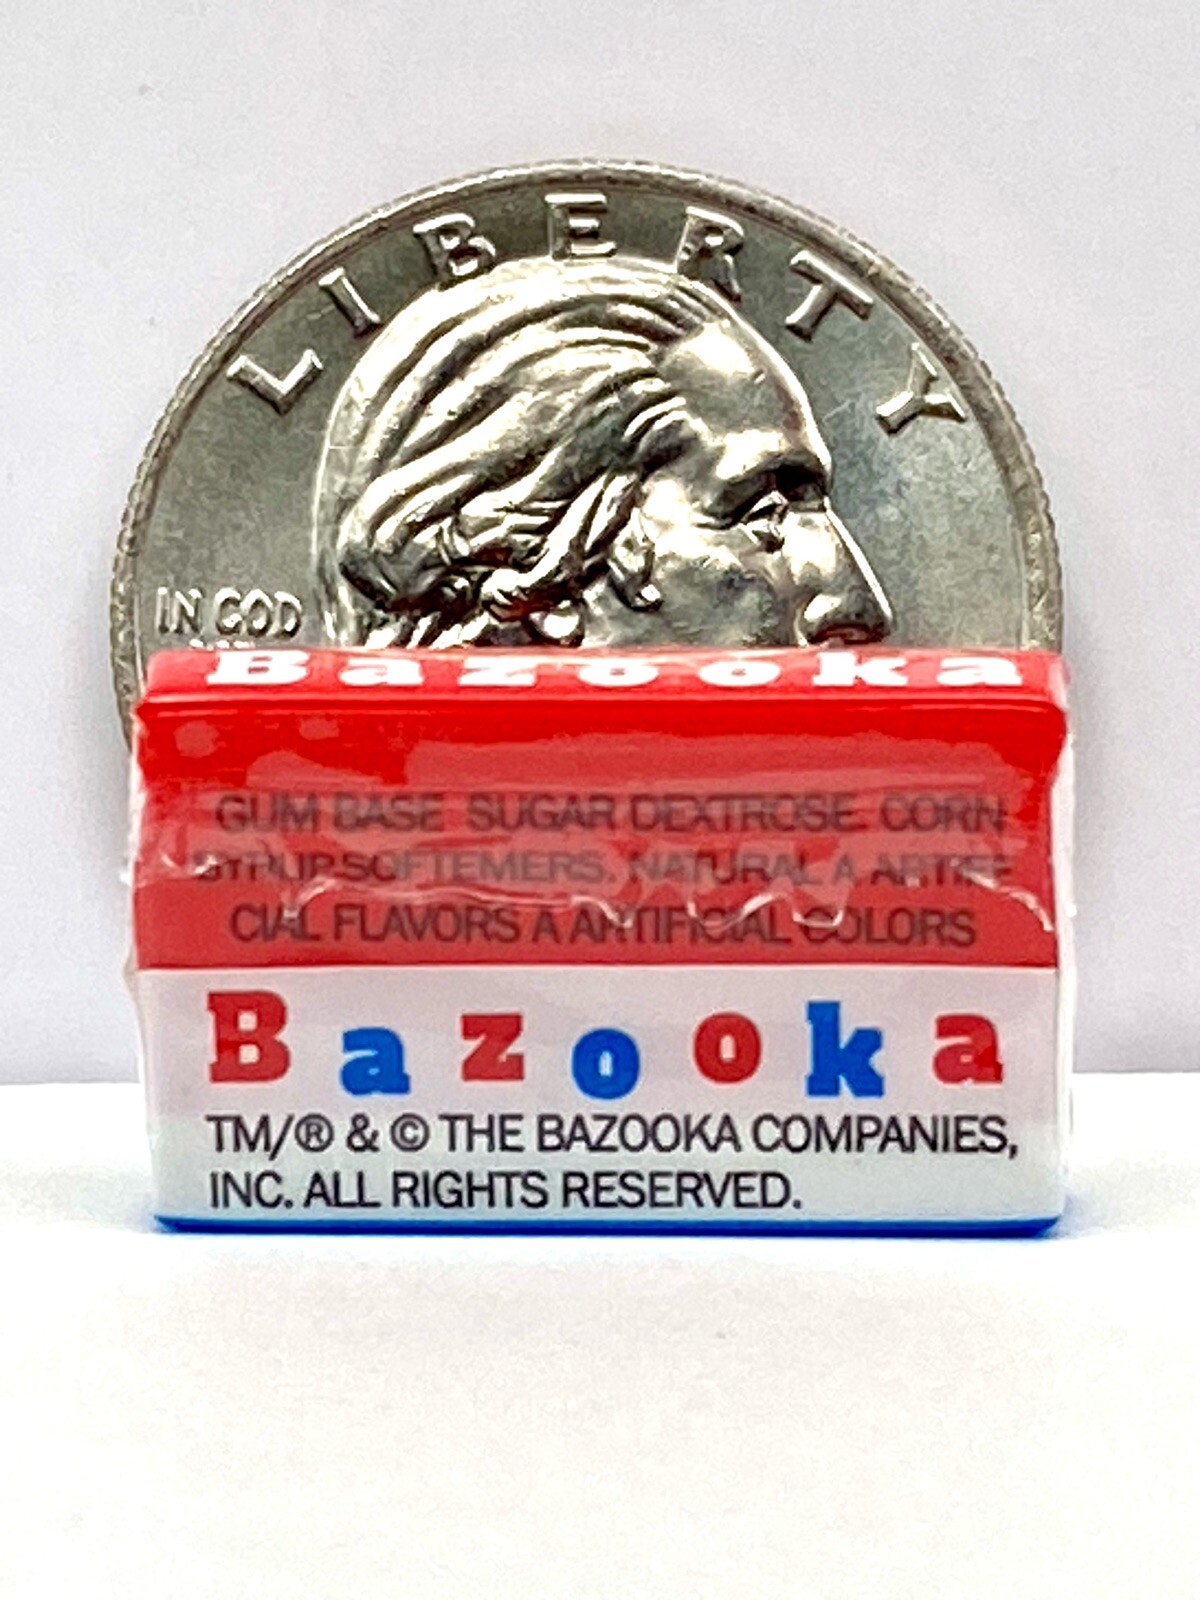 LIBERTY
IN GOD
Bazooka
GUM BASE SUGAR DEXTROSE CORN
SYRUP SOFTEMERS. NATURAL A ARTIFI-
CIAL FLAVORS A ARTIFICIAL COLORS
Bazooka
TM/® & © THE BAZOOKA COMPANIES,
INC. ALL RIGHTS RESERVED.